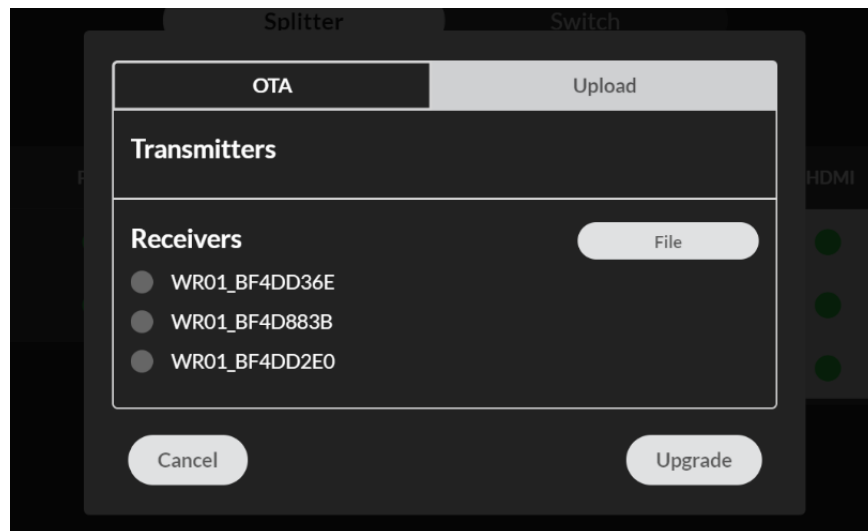 Splitter Switch
OTA Upload
Transmitters
HDMI
Receivers File
WR01_BF4DD36E
WR01_BF4D883B
WR01_BF4DD2E0
Cancel Upgrade